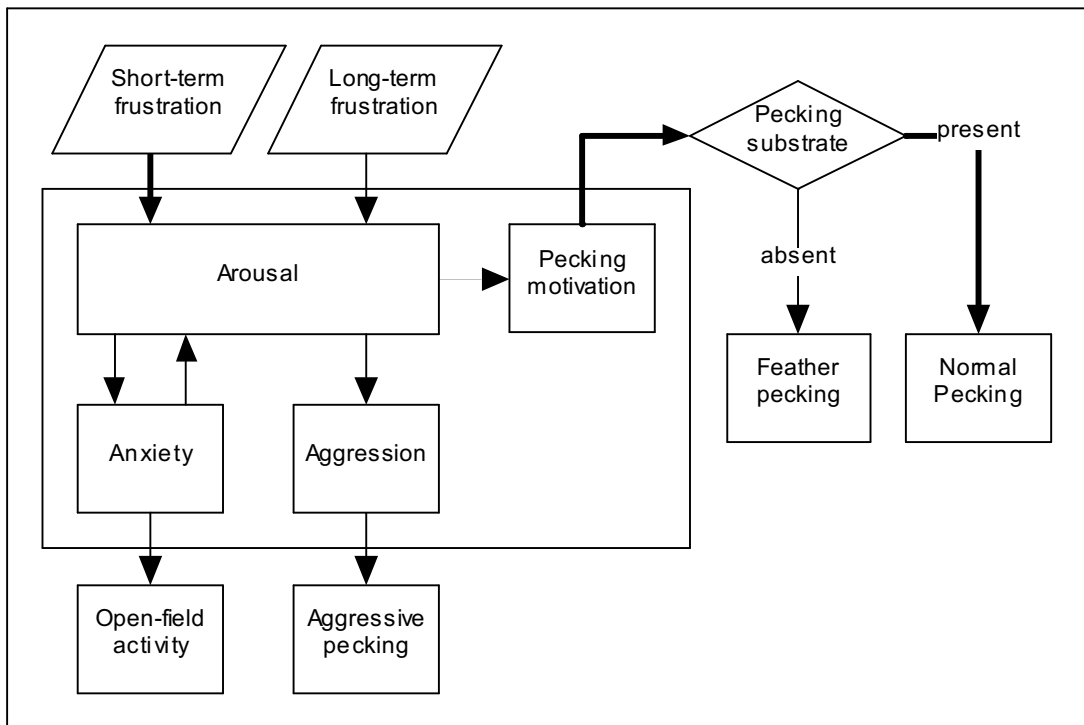 Short-term
frustration
Long-term
frustration
Pecking
substrate
present
absent
Arousal
Pecking
motivation
Feather
pecking
Normal
Pecking
Anxiety
Aggression
Open-field
activity
Aggressive
pecking